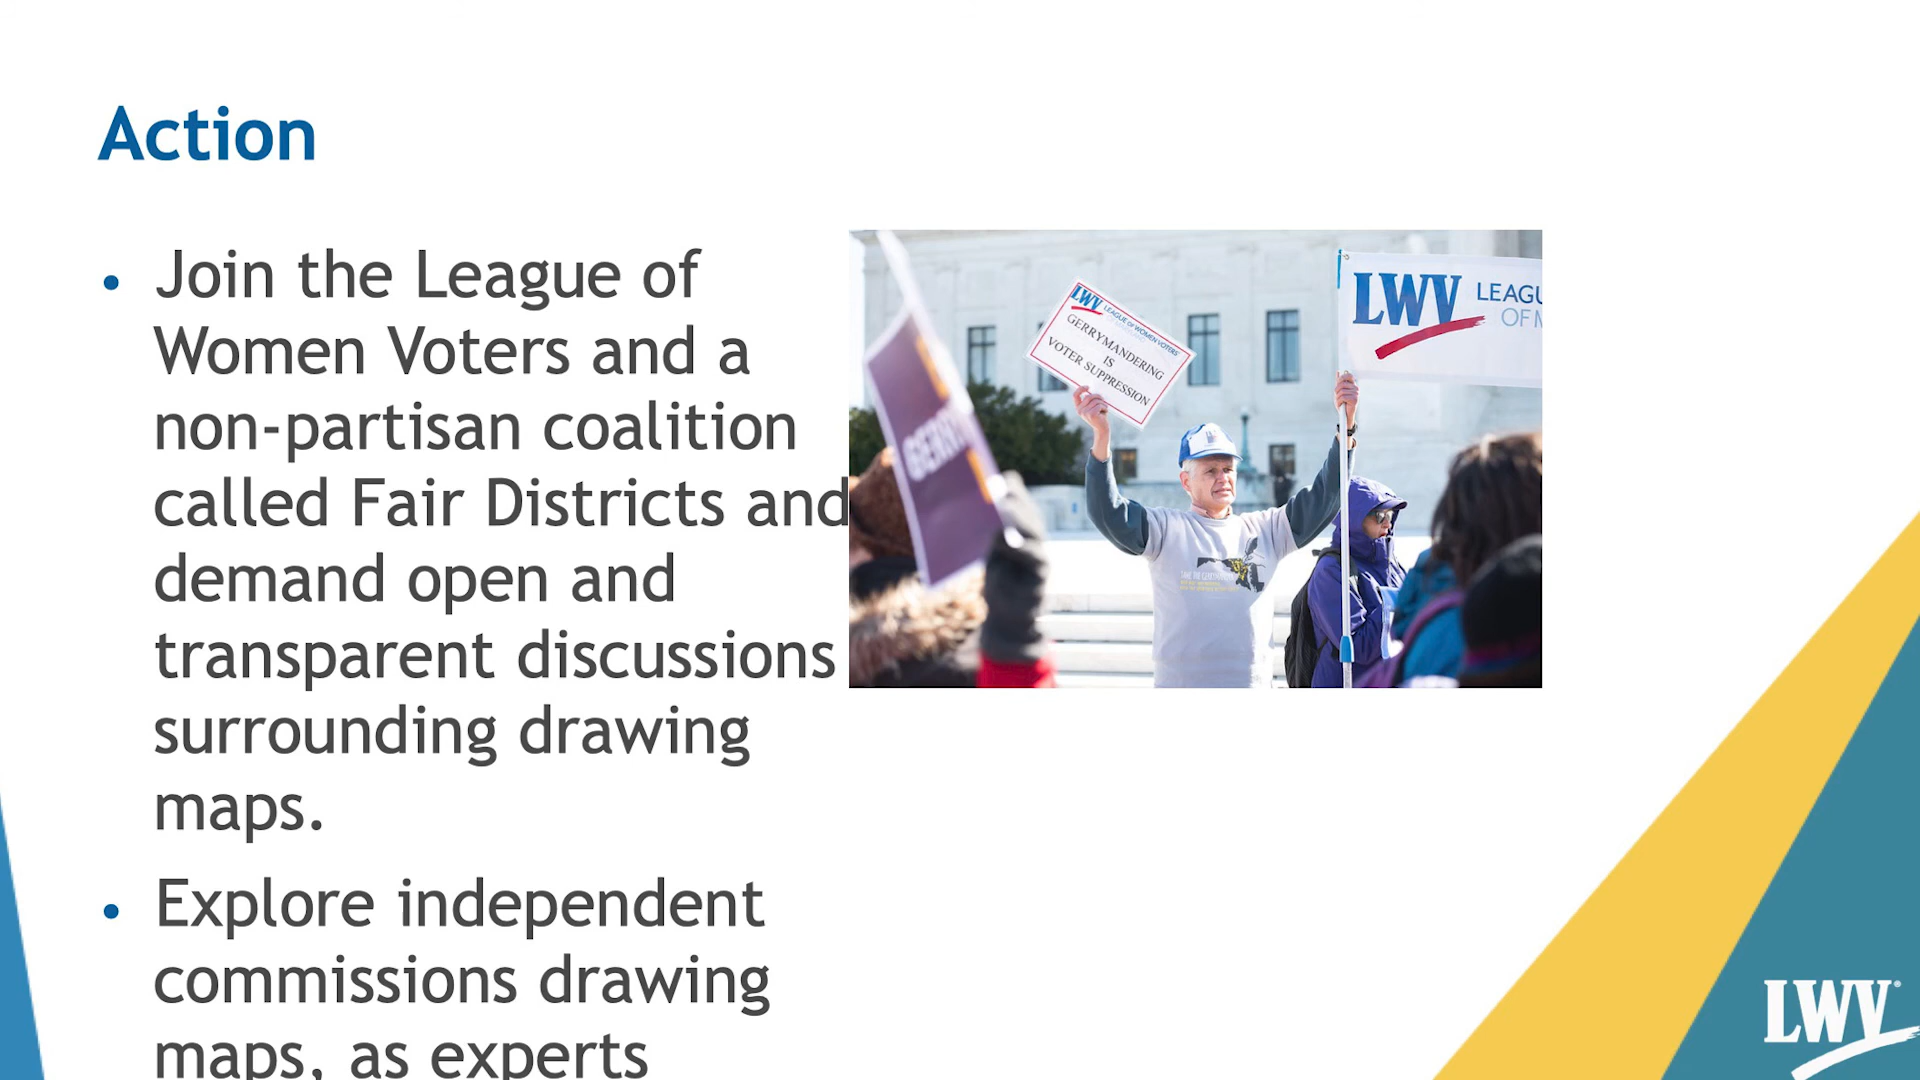 Action
• Join the League of
Women Voters and a
non-partisan coalition
called Fair Districts and
demand open and
transparent discussions
surrounding drawing
maps.
• Explore independent
commissions drawing
maps, as experts
LWV
LEAGUE OF WOMEN VOTERS
GERRYMANDERING
IS
VOTER SUPPRESSION
LWV
LEAGU
OF M
GERRY
LWV®